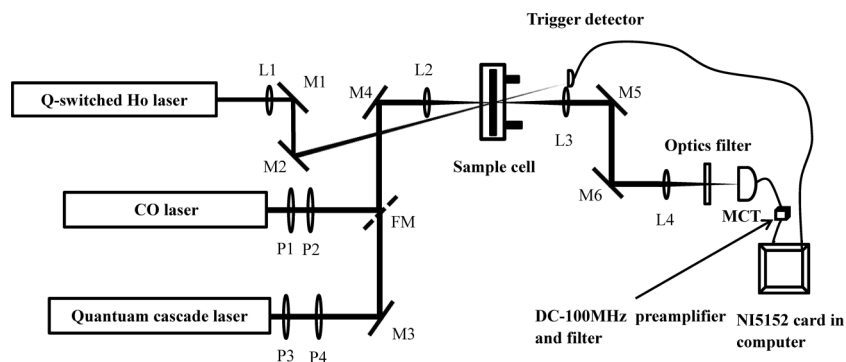 Trigger detector
L1
M1
M4
L2
M5
Q-switched Ho laser
L3
Sample cell
Optics filter
M2
M6
CO laser
FM
L4
MCT
P1
P2
Quantuam cascade laser
M3
DC-100MHz preamplifier
and filter
NI5152 card in
computer
P3
P4